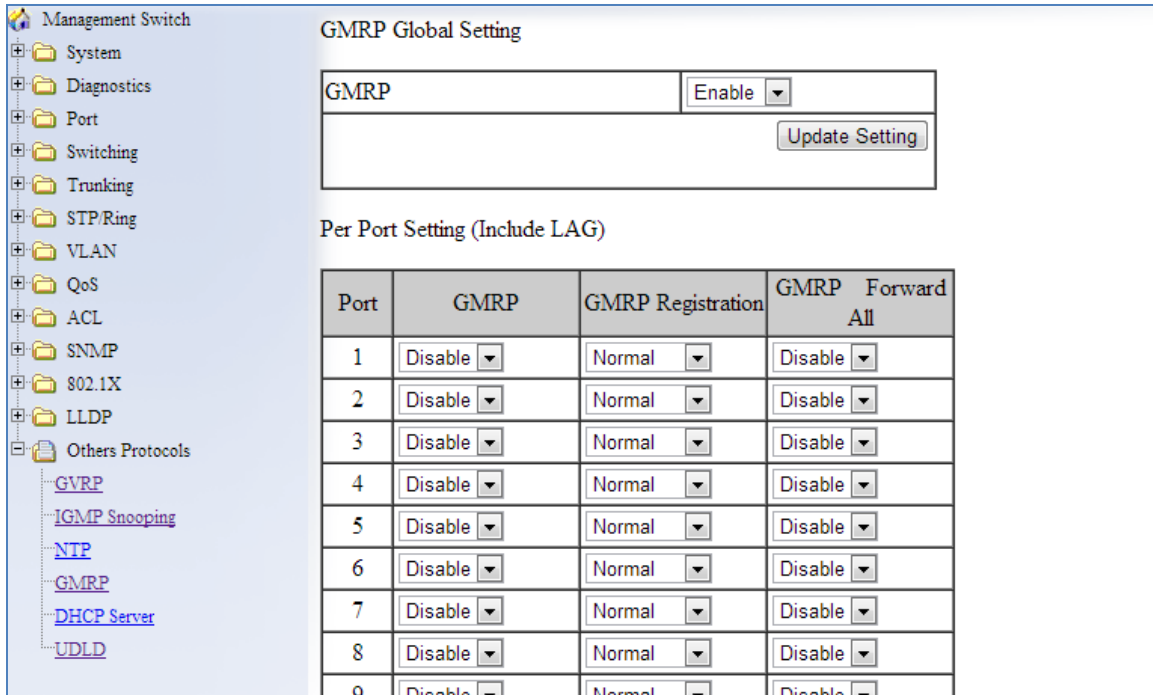 Management Switch
System
Diagnostics
Port
Switching
Trunking
STP/Ring
VLAN
QoS
ACL
SNMP
802.1X
LLDP
Others Protocols
GVRP
IGMP Snooping
NTP
GMRP
DHCP Server
UDLD
GMRP Global Setting
GMRP Enable
Update Setting
Per Port Setting (Include LAG)
Port GMRP GMRP Registration GMRP Forward All
1 Disable Normal Disable
2 Disable Normal Disable
3 Disable Normal Disable
4 Disable Normal Disable
5 Disable Normal Disable
6 Disable Normal Disable
7 Disable Normal Disable
8 Disable Normal Disable
9 Disable Normal Disable